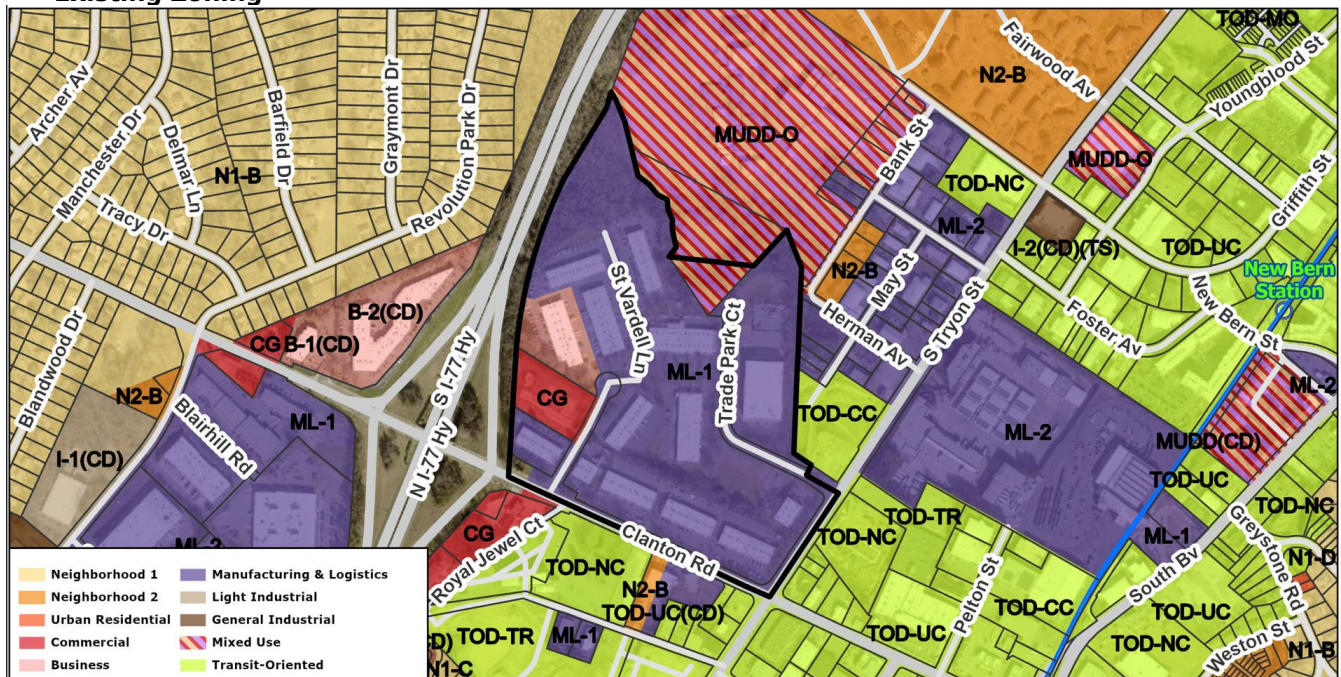 Existing Zoning
TOD-MO
Fairwood Av
Youngblood St
Archer Av
Barfield Dr
Graymont Dr
Revolution Park Dr
N2-B
Manchester Dr
Delmar Ln
MUDD-O
Bank St
MUDD-O
N1-B
TOD-NC
Griffith St
Tracy Dr
ML-2
I-2(CD)(TS)
TOD-UC
New Bern
Station
N2-B
May St
St Vardell Ln
Trade Park Ct
Herman Av
S Tryon St
Foster Av
New Bern St
B-2(CD)
CG
B-1(CD)
S I-77 Hy
Blandwood Dr
N2-B
ML-1
ML-2
CG
TOD-CC
ML-2
MUDD(CD)
Blairhill Rd
ML-1
N I-77 Hy
I-1(CD)
TOD-UC
TOD-NC
Greystone Rd
CG
Royal Jewel Ct
Clanton Rd
TOD-TR
TOD-NC
ML-1
South Bv
ML-2
TOD-NC
N2-B
TOD-UC(CD)
Pelton St
TOD-CC
N1-D
TOD-UC
TOD-TR
ML-1
TOD-UC
TOD-NC
Weston St
N1-B
CD)
N1-C
Neighborhood 1
Manufacturing & Logistics
Neighborhood 2
Light Industrial
Urban Residential
General Industrial
Commercial
Mixed Use
Business
Transit-Oriented